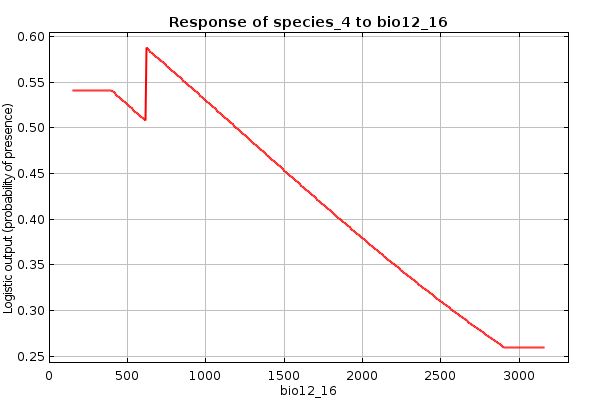 Response of species_4 to bio12_16
Logistic output (probability of presence)
0.60
0.55
0.50
0.45
0.40
0.35
0.30
0.25
0 500 1000 1500 2000 2500 3000
bio12_16